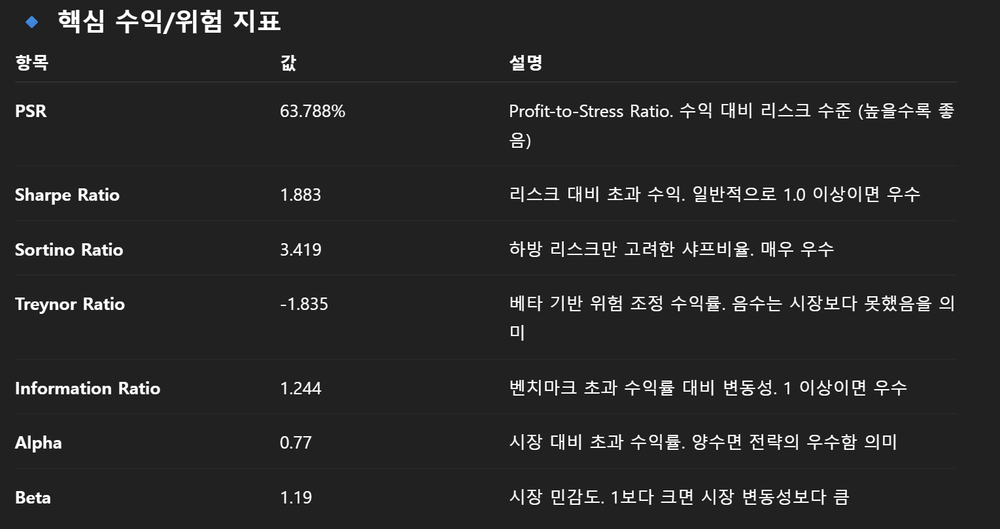 핵심 수익/위험 지표
항목 값 설명
PSR 63.788% Profit-to-Stress Ratio. 수익 대비 리스크 수준 (높을수록 좋
음)
Sharpe Ratio 1.883 리스크 대비 초과 수익. 일반적으로 1.0 이상이면 우수
Sortino Ratio 3.419 하방 리스크만 고려한 샤프비율. 매우 우수
Treynor Ratio -1.835 베타 기반 위험 조정 수익률. 음수는 시장보다 못했음을 의
미
Information Ratio 1.244 벤치마크 초과 수익률 대비 변동성. 1 이상이면 우수
Alpha 0.77 시장 대비 초과 수익률. 양수면 전략의 우수함 의미
Beta 1.19 시장 민감도. 1보다 크면 시장 변동성보다 큼